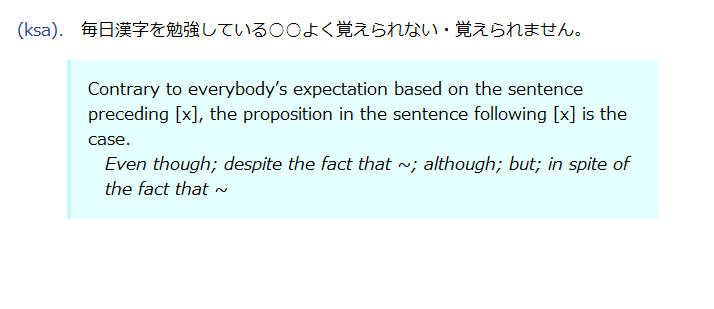 (ksa). 毎日漢字を勉強している○○よく覚えられない・覚えられません。
Contrary to everybody's expectation based on the sentence
preceding [x], the proposition in the sentence following [x] is the
case.
Even though; despite the fact that ~; although; but; in spite of
the fact that ~